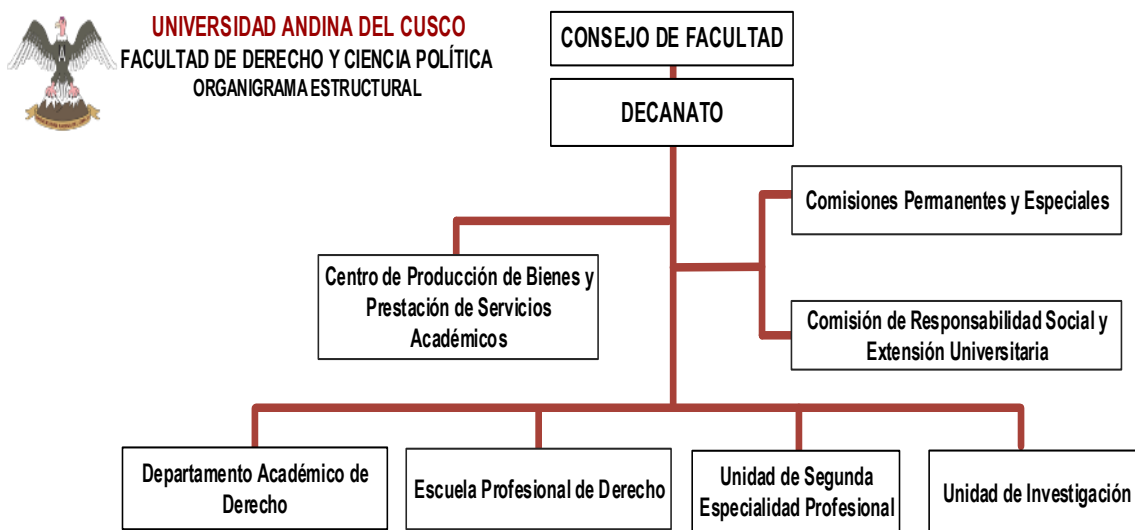 UNIVERSIDAD ANDINA DEL CUSCO
FACULTAD DE DERECHO Y CIENCIA POLÍTICA
ORGANIGRAMA ESTRUCTURAL
CONSEJO DE FACULTAD
DECANATO
Comisiones Permanentes y Especiales
Centro de Producción de Bienes y
Prestación de Servicios
Académicos
Comisión de Responsabilidad Social y
Extensión Universitaria
Departamento Académico de
Derecho
Escuela Profesional de Derecho
Unidad de Segunda
Especialidad Profesional
Unidad de Investigación